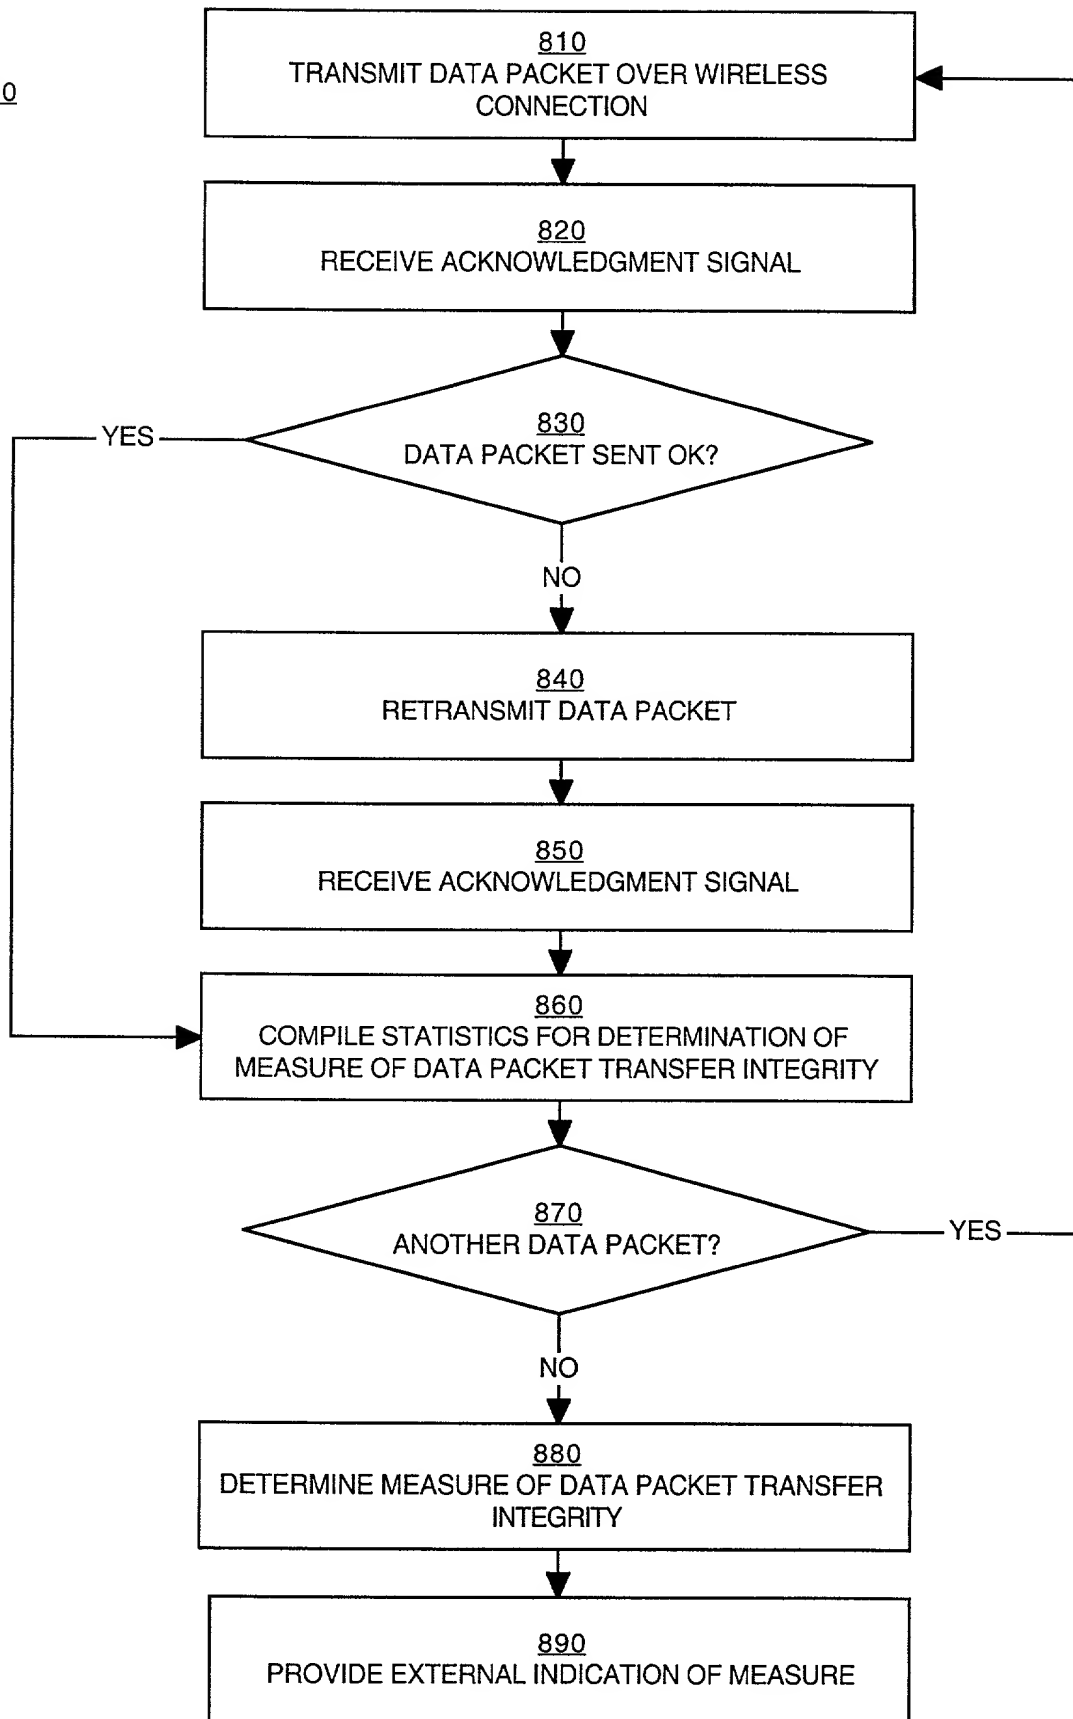 810
TRANSMIT DATA PACKET OVER WIRELESS
CONNECTION
0
820
RECEIVE ACKNOWLEDGMENT SIGNAL
830
DATA PACKET SENT OK?
YES
NO
840
RETRANSMIT DATA PACKET
850
RECEIVE ACKNOWLEDGMENT SIGNAL
860
COMPILE STATISTICS FOR DETERMINATION OF
MEASURE OF DATA PACKET TRANSFER INTEGRITY
870
ANOTHER DATA PACKET?
YES
NO
880
DETERMINE MEASURE OF DATA PACKET TRANSFER
INTEGRITY
890
PROVIDE EXTERNAL INDICATION OF MEASURE